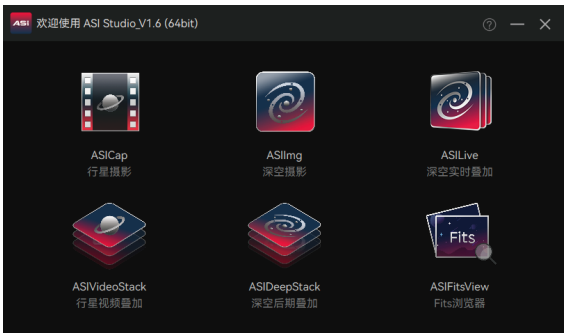 ASI 欢迎使用 ASI Studio_V1.6 (64bit)
ASICap
行星摄影
ASIImg
深空摄影
ASILive
深空实时叠加
Fits
ASIVideoStack
行星视频叠加
ASIDeepStack
深空后期叠加
ASIFitsView
Fits浏览器